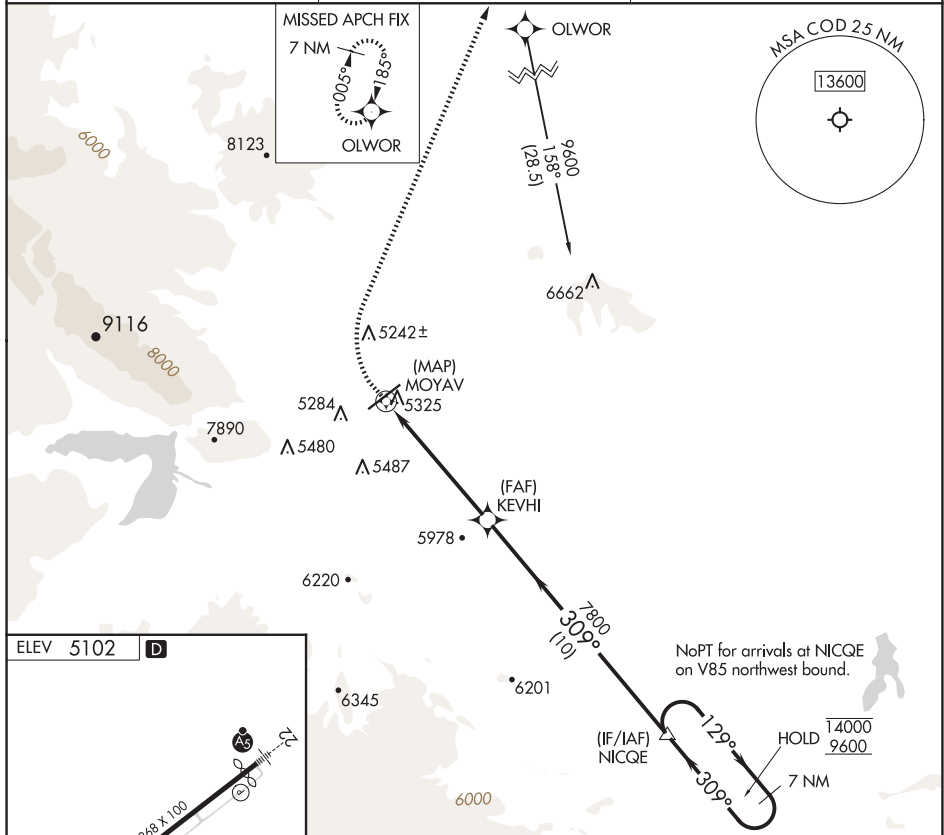 MISSED APCH FIX
7 NM
005°
185°
OLWOR
OLWOR
MSA COD 25 NM
13600
6000
8123
9600
158°
(28.5)
6662
9116
8000
5242 ±
(MAP)
MOYAV
5325
5284
7890
5480
5487
(FAF)
KEVHI
5978
6220
7800
309°
(10)
NoPT for arrivals at NICQE
on V85 northwest bound.
ELEV 5102 D
6345
6201
(IF/IAF)
NICQE
129°
309°
HOLD 14000
9600
7 NM
6000
A5
22
P
268 X 100